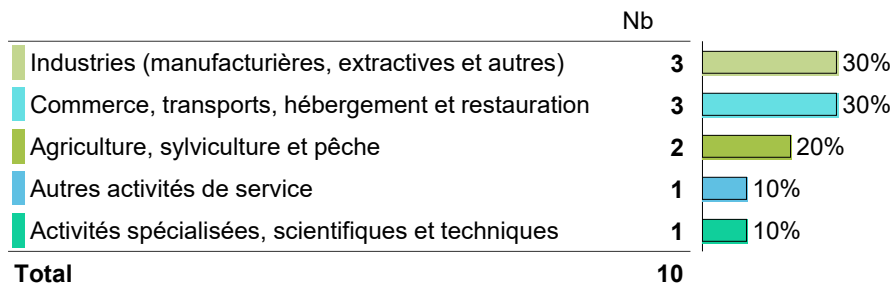 Nb
Industries (manufacturières, extractives et autres) 3 30%
Commerce, transports, hébergement et restauration 3 30%
Agriculture, sylviculture et pêche 2 20%
Autres activités de service 1 10%
Activités spécialisées, scientifiques et techniques 1 10%
Total 10